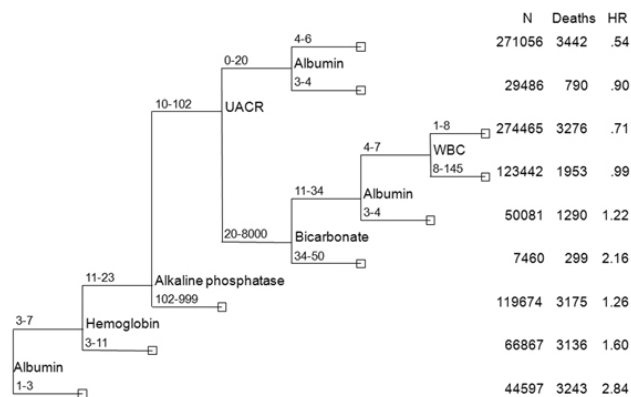 N Deaths HR
4-6
271056 3442 .54
0-20
Albumin
3-4
29486 790 .90
10-102
UACR
1-8
274465 3276 .71
4-7
WBC
8-145
123442 1953 .99
11-34
Albumin
3-4
50081 1290 1.22
20-8000
Bicarbonate
34-50
7460 299 2.16
11-23
Alkaline phosphatase
102-999
119674 3175 1.26
3-7
Hemoglobin
3-11
66867 3136 1.60
Albumin
1-3
44597 3243 2.84